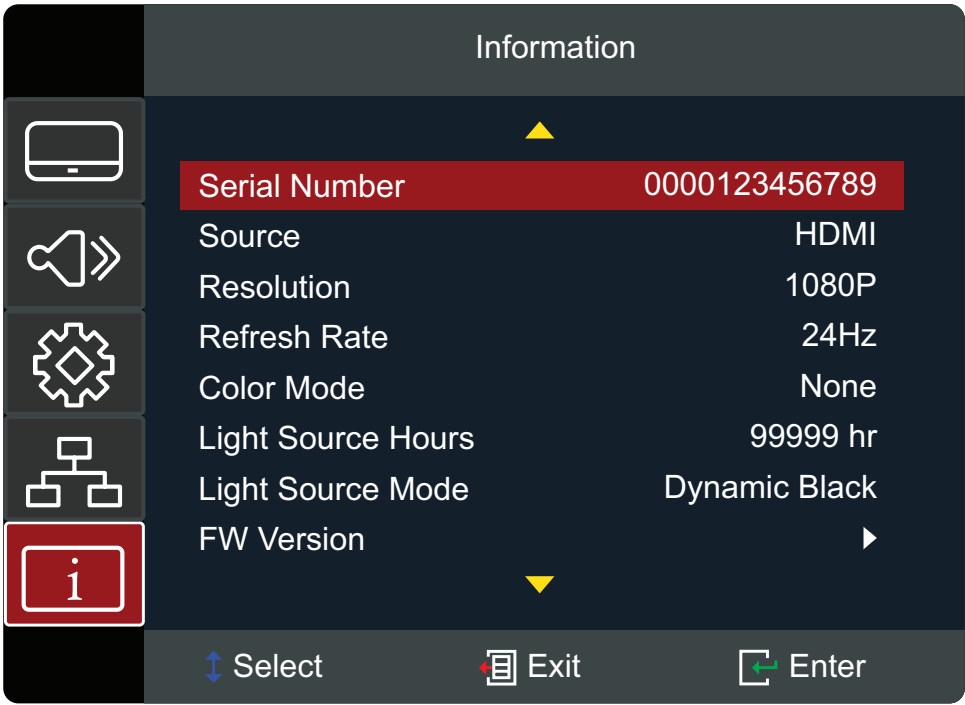 Information
Serial Number 0000123456789
Source HDMI
Resolution 1080P
Refresh Rate 24Hz
Color Mode None
Light Source Hours 99999 hr
Light Source Mode Dynamic Black
FW Version
i
Select Exit Enter